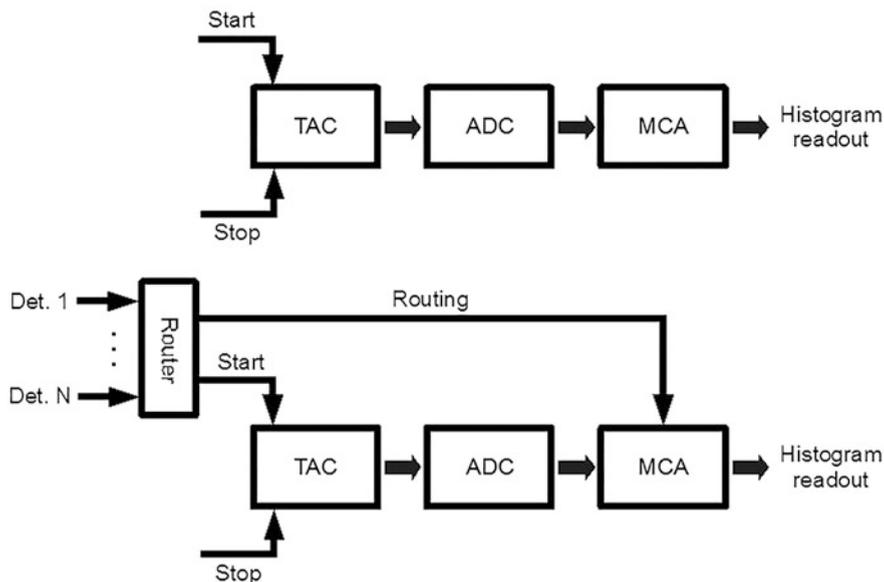 Start
TAC
ADC
MCA
Histogram
readout
Stop
Det. 1
Router
Routing
Start
Det. N
TAC
ADC
MCA
Histogram
readout
Stop